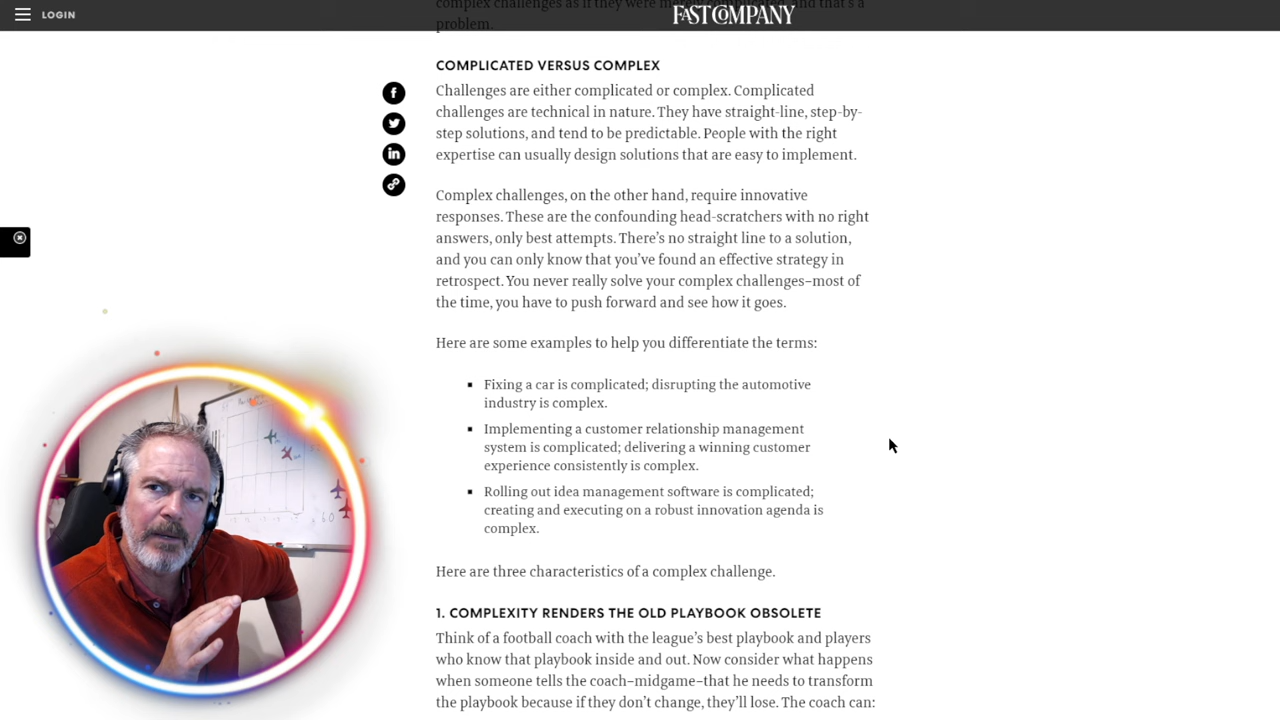 complex challenges as if they were merely complicated, and that's a
LOGIN
FAST COMPANY
problem.
COMPLICATED VERSUS COMPLEX
Challenges are either complicated or complex. Complicated
challenges are technical in nature. They have straight-line, step-by-
step solutions, and tend to be predictable. People with the right
expertise can usually design solutions that are easy to implement.
Complex challenges, on the other hand, require innovative
responses. These are the confounding head-scratchers with no right
answers, only best attempts. There's no straight line to a solution,
and you can only know that you've found an effective strategy in
retrospect. You never really solve your complex challenges–most of
the time, you have to push forward and see how it goes.
Here are some examples to help you differentiate the terms:
Fixing a car is complicated; disrupting the automotive
industry is complex.
Implementing a customer relationship management
system is complicated; delivering a winning customer
experience consistently is complex.
Rolling out idea management software is complicated;
creating and executing on a robust innovation agenda is
complex.
Here are three characteristics of a complex challenge.
1. COMPLEXITY RENDERS THE OLD PLAYBOOK OBSOLETE
Think of a football coach with the league's best playbook and players
who know that playbook inside and out. Now consider what happens
when someone tells the coach–midgame–that he needs to transform
the playbook because if they don't change, they'll lose. The coach can: